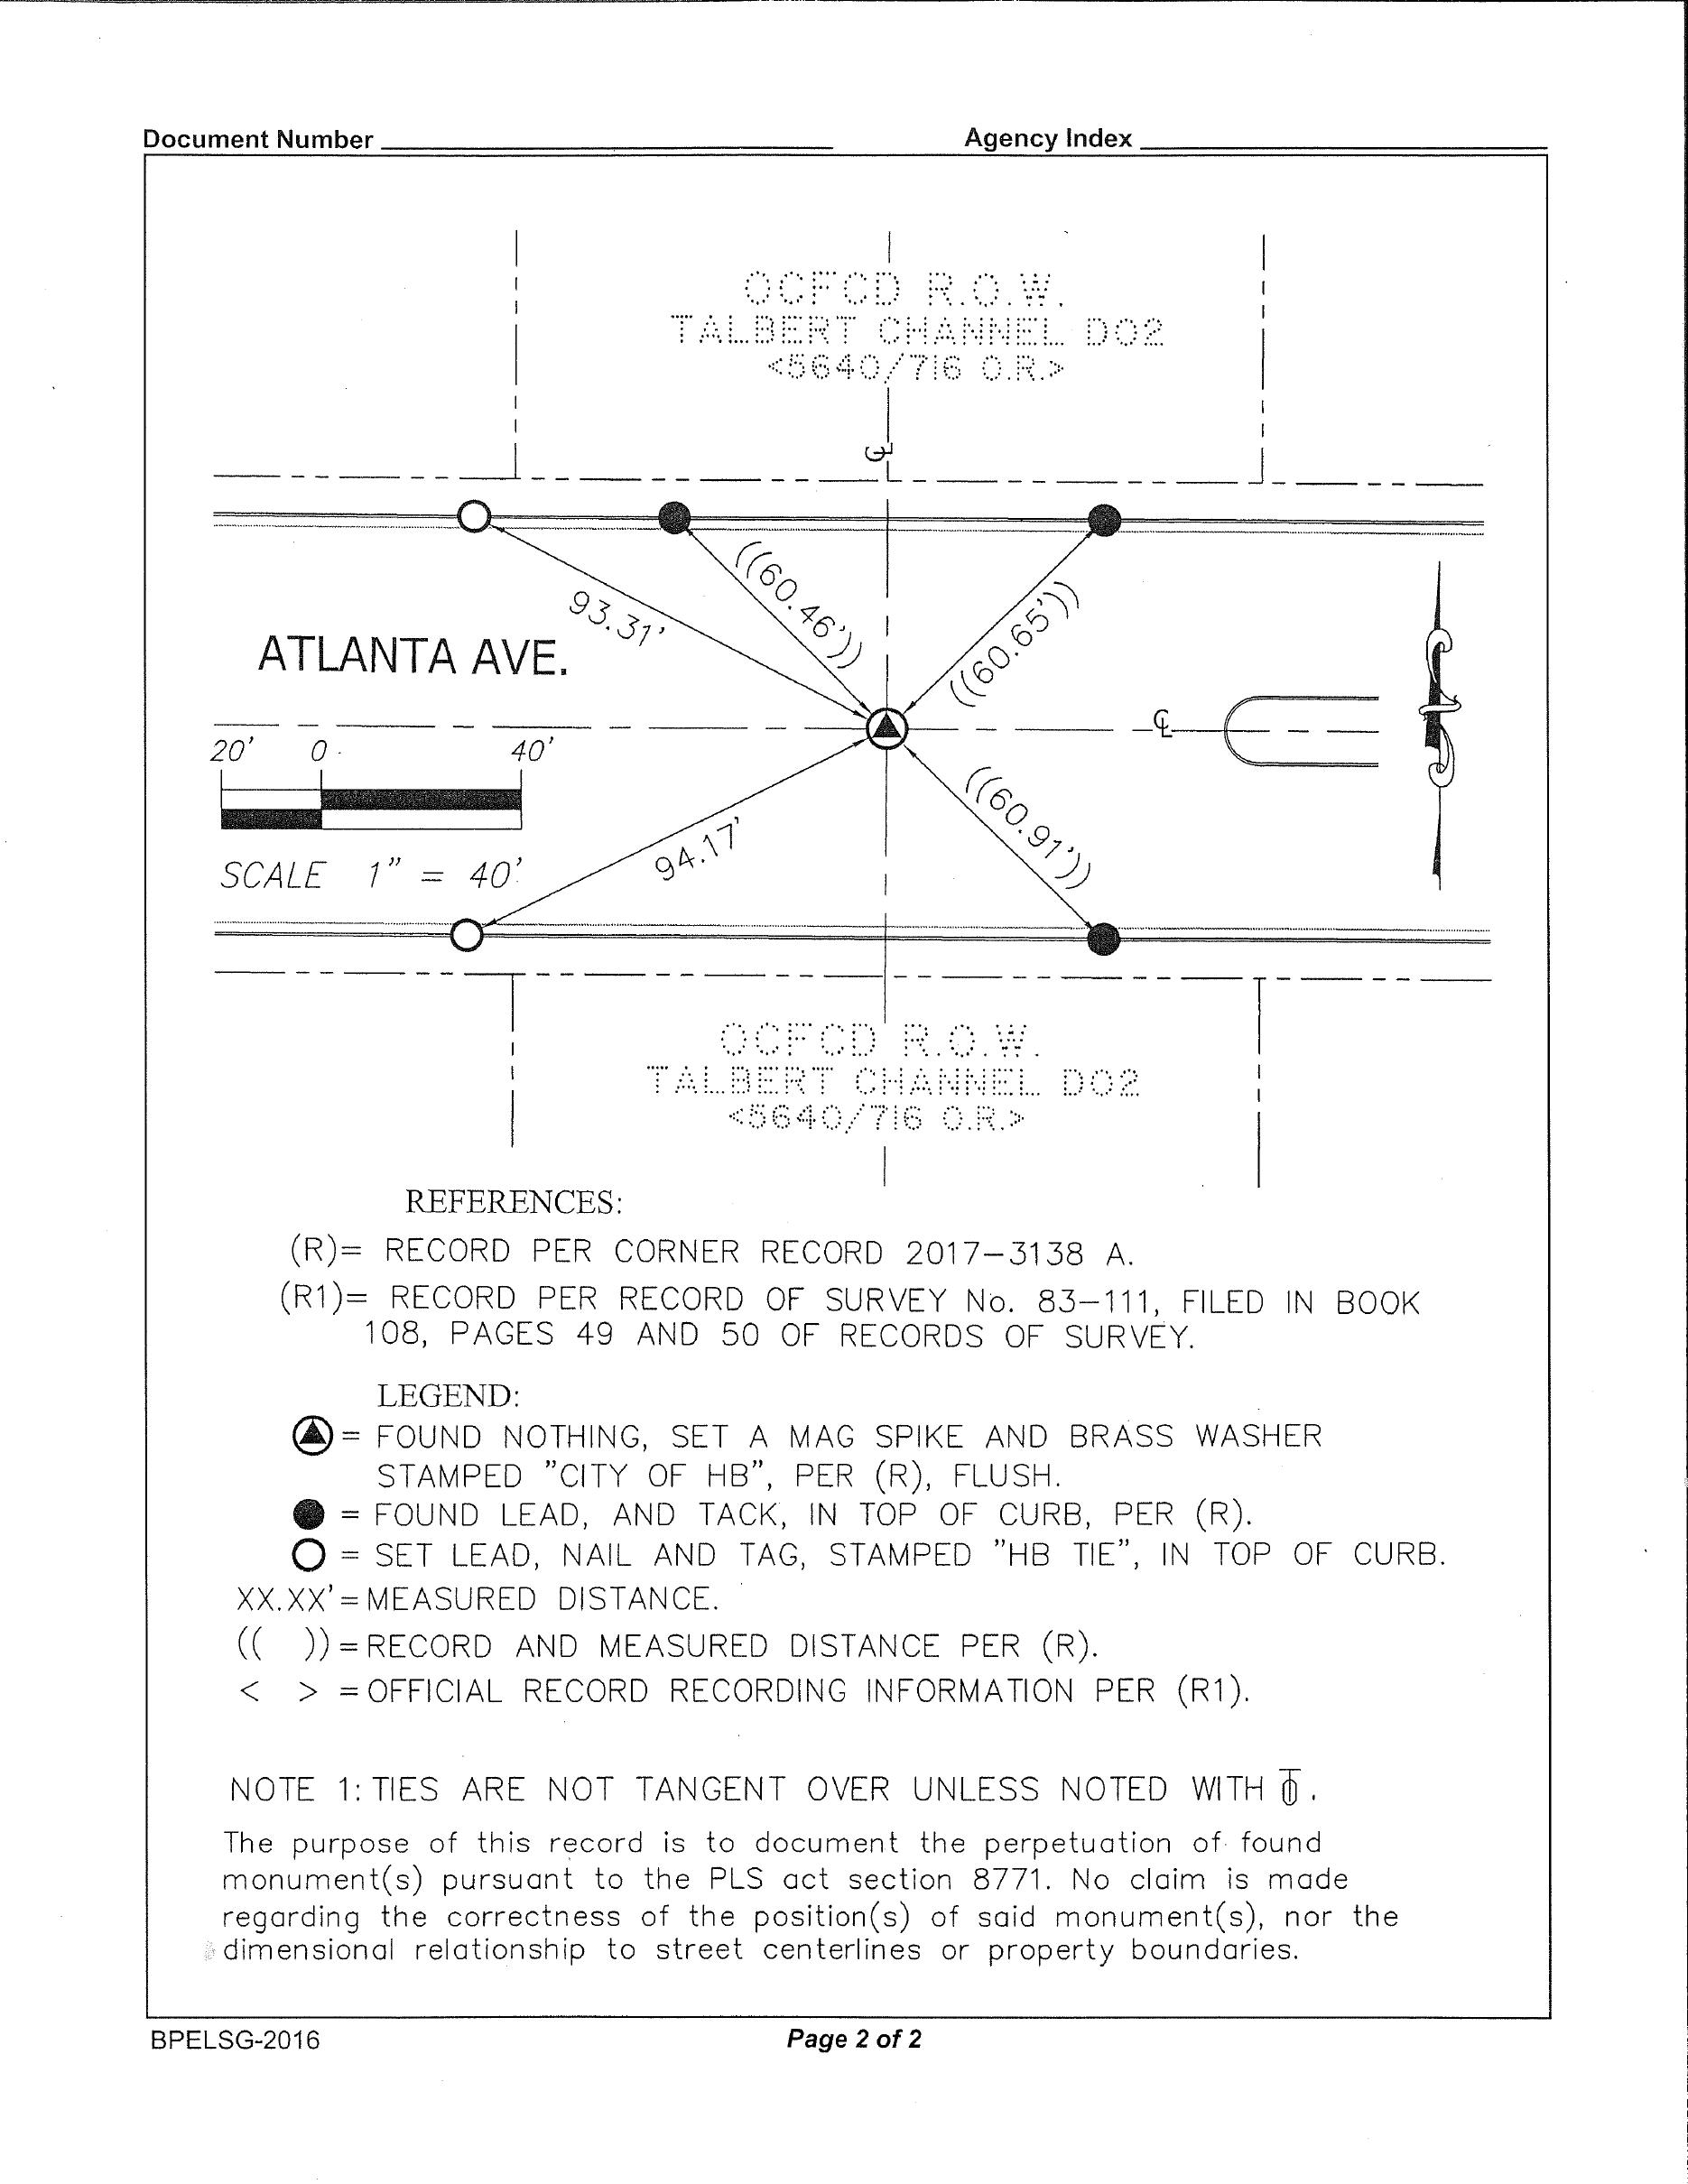 Document Number
Agency Index
OCFCD R.O.W.
TALBERT CHANNEL D02
<5640/716 O.R.>
℄
((60.46'))
((60.65'))
93.31'
ATLANTA AVE.
℄
20' 0 40'
((60.91'))
94.17'
SCALE 1" = 40'
OCFCD R.O.W.
TALBERT CHANNEL D02
<5640/716 O.R.>
REFERENCES:
(R)= RECORD PER CORNER RECORD 2017-3138 A.
(R1)= RECORD PER RECORD OF SURVEY No. 83-111, FILED IN BOOK
108, PAGES 49 AND 50 OF RECORDS OF SURVEY.
LEGEND:
= FOUND NOTHING, SET A MAG SPIKE AND BRASS WASHER
STAMPED "CITY OF HB", PER (R), FLUSH.
= FOUND LEAD, AND TACK, IN TOP OF CURB, PER (R).
= SET LEAD, NAIL AND TAG, STAMPED "HB TIE", IN TOP OF CURB.
XX.XX'= MEASURED DISTANCE.
(( ))= RECORD AND MEASURED DISTANCE PER (R).
< > = OFFICIAL RECORD RECORDING INFORMATION PER (R1).
NOTE 1: TIES ARE NOT TANGENT OVER UNLESS NOTED WITH .
The purpose of this record is to document the perpetuation of found
monument(s) pursuant to the PLS act section 8771. No claim is made
regarding the correctness of the position(s) of said monument(s), nor the
dimensional relationship to street centerlines or property boundaries.
BPELSG-2016
Page 2 of 2